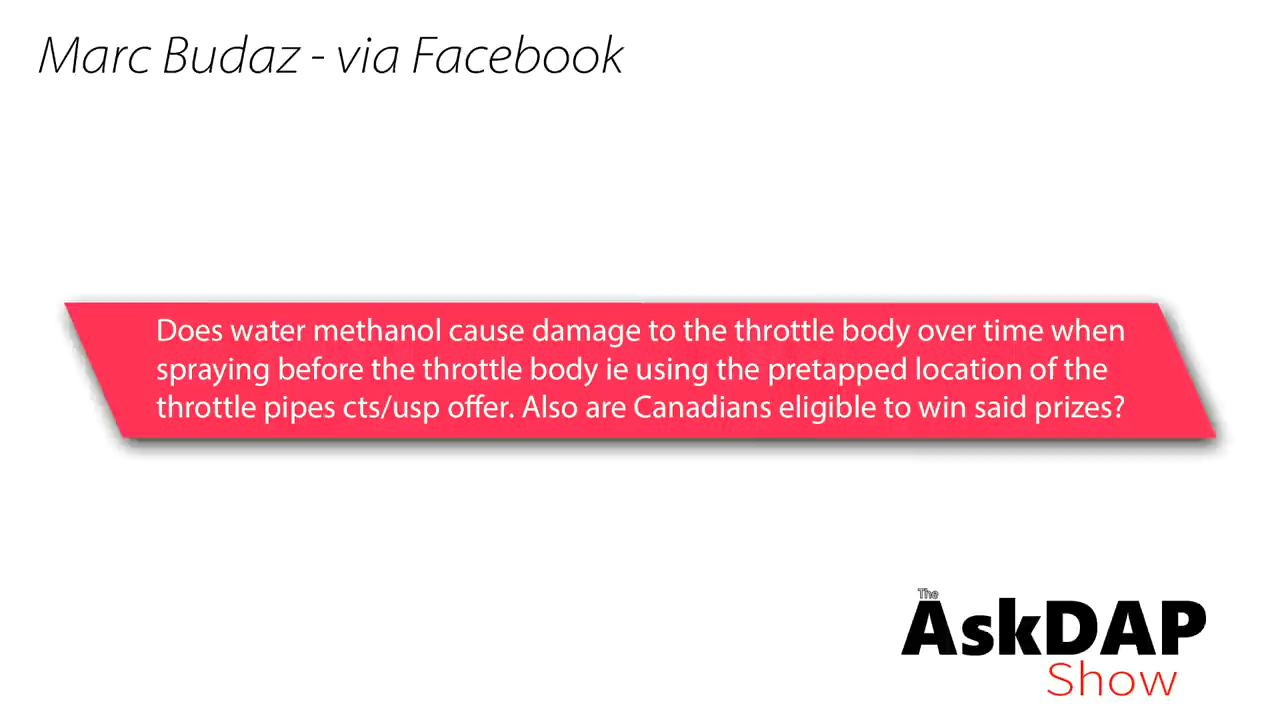 Marc Budaz - via Facebook
Does water methanol cause damage to the throttle body over time when
spraying before the throttle body ie using the pretapped location of the
throttle pipes cts/usp offer. Also are Canadians eligible to win said prizes?
The
AskDAP
Show